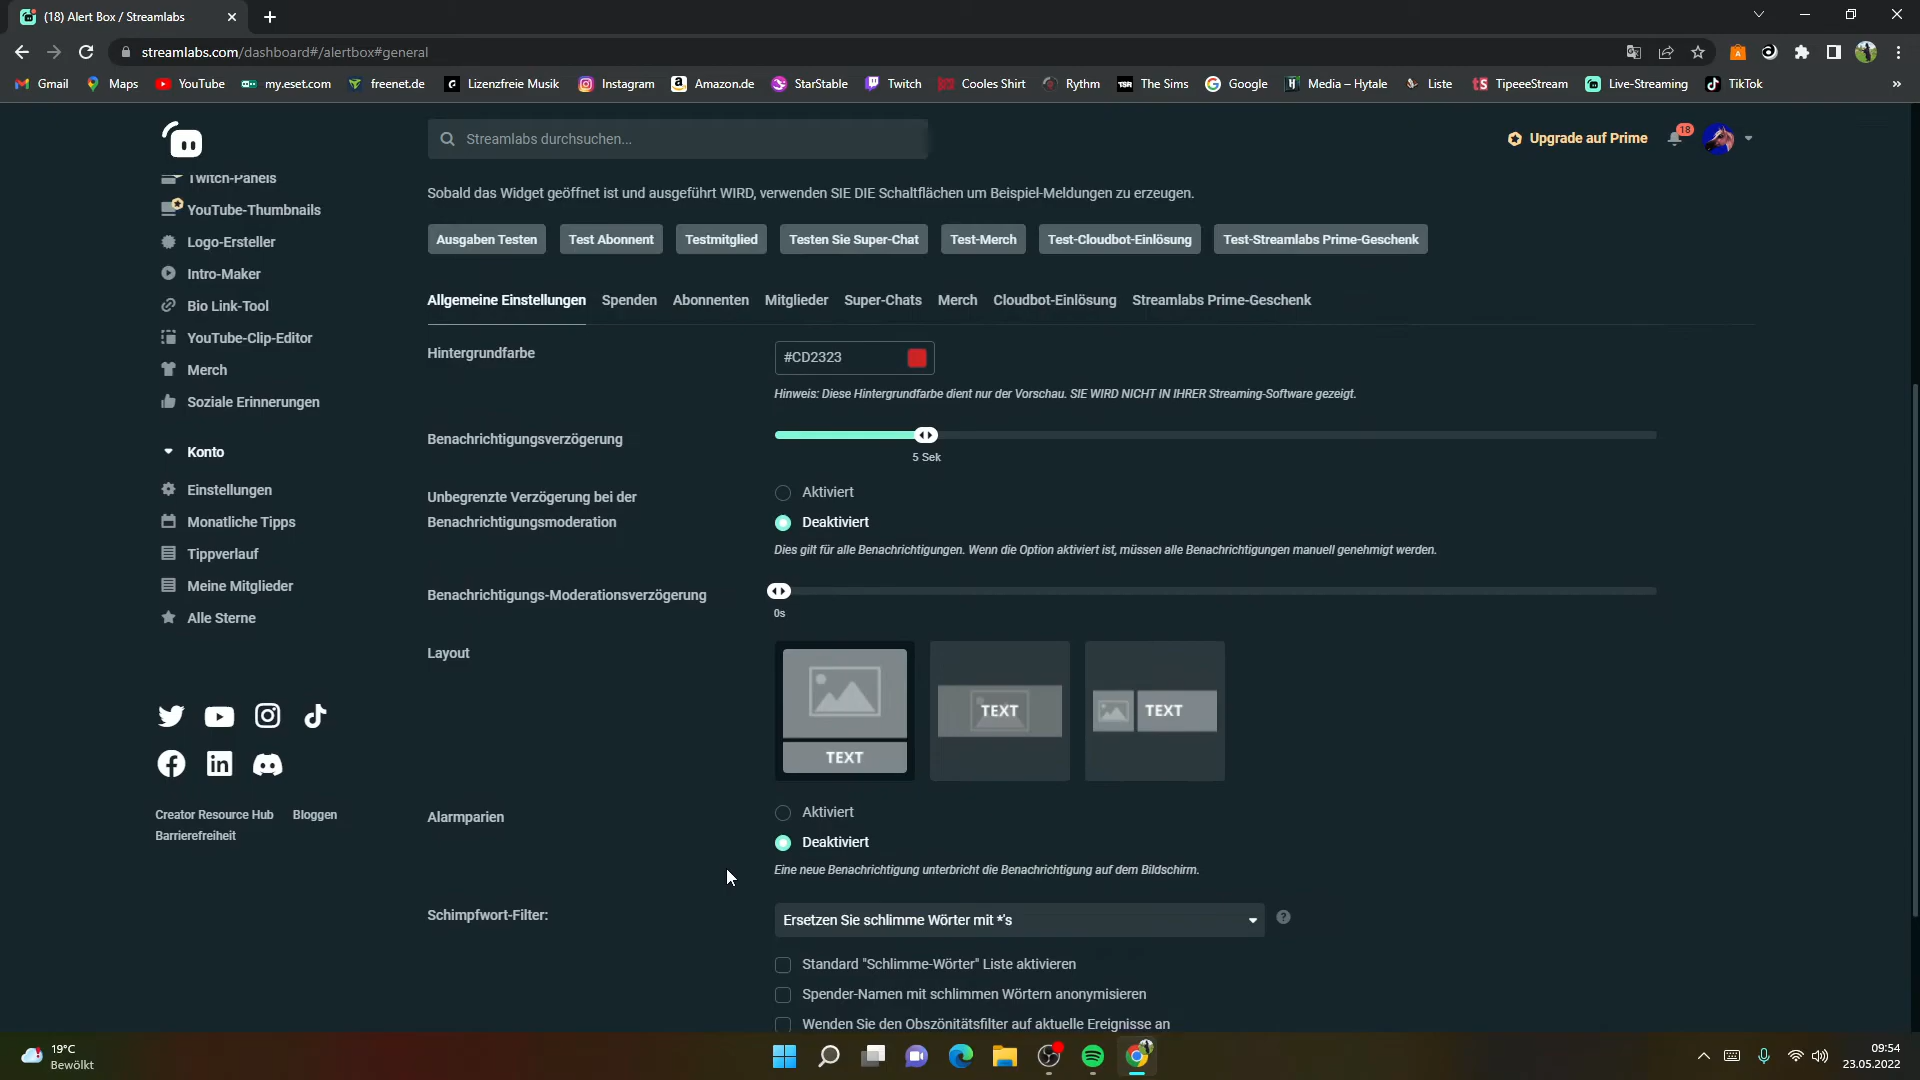 (18) Alert Box / Streamlabs
streamlabs.com/dashboard#/alertbox#general
Gmail Maps YouTube my.eset.com freenet.de Lizenzfreie Musik Instagram Amazon.de StarStable Twitch Cooles Shirt Rythm The Sims Google Media – Hytale Liste TipeeeStream Live-Streaming TikTok »
Streamlabs durchsuchen...
Upgrade auf Prime
18
Twitch-Panels
YouTube-Thumbnails
Logo-Ersteller
Intro-Maker
Bio Link-Tool
YouTube-Clip-Editor
Merch
Soziale Erinnerungen
Konto
Einstellungen
Monatliche Tipps
Tippverlauf
Meine Mitglieder
Alle Sterne
Creator Resource Hub Bloggen
Barrierefreiheit
Sobald das Widget geöffnet ist und ausgeführt WIRD, verwenden SIE DIE Schaltflächen um Beispiel-Meldungen zu erzeugen.
Ausgaben Testen Test Abonnent Testmitglied Testen Sie Super-Chat Test-Merch Test-Cloudbot-Einlösung Test-Streamlabs Prime-Geschenk
Allgemeine Einstellungen Spenden Abonnenten Mitglieder Super-Chats Merch Cloudbot-Einlösung Streamlabs Prime-Geschenk
Hintergrundfarbe
#CD2323
Hinweis: Diese Hintergrundfarbe dient nur der Vorschau. SIE WIRD NICHT IN IHRER Streaming-Software gezeigt.
Benachrichtigungsverzögerung
5 Sek
Unbegrenzte Verzögerung bei der
Benachrichtigungsmoderation
Aktiviert
Deaktiviert
Dies gilt für alle Benachrichtigungen. Wenn die Option aktiviert ist, müssen alle Benachrichtigungen manuell genehmigt werden.
Benachrichtigungs-Moderationsverzögerung
0s
Layout
TEXT
TEXT
TEXT
Alarmparien
Aktiviert
Deaktiviert
Eine neue Benachrichtigung unterbricht die Benachrichtigung auf dem Bildschirm.
Schimpfwort-Filter:
Ersetzen Sie schlimme Wörter mit *'s
Standard "Schlimme-Wörter" Liste aktivieren
Spender-Namen mit schlimmen Wörtern anonymisieren
Wenden Sie den Obszönitätsfilter auf aktuelle Ereignisse an
19°C
Bewölkt
09:54
23.05.2022